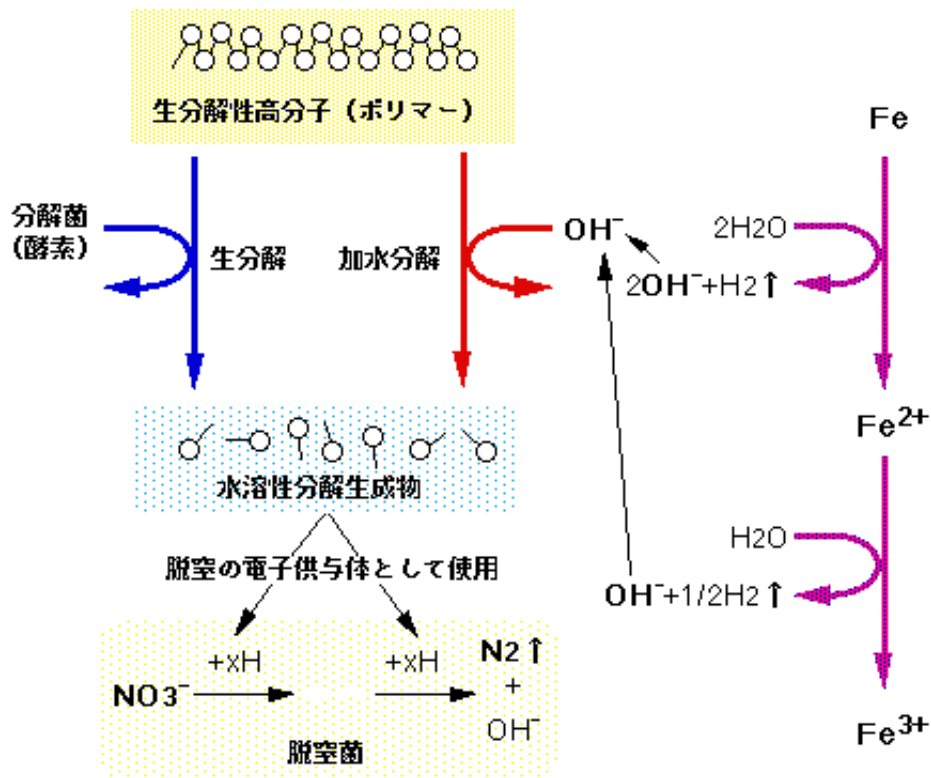 生分解性高分子（ポリマー）
Fe
分解菌
(酵素)
生分解
加水分解
OH⁻
2H2O
2OH⁻+H2↑
Fe²⁺
水溶性分解生成物
H2O
脱窒の電子供与体として使用
OH⁻+1/2H2↑
+xH
+xH
N2↑
NO3⁻
+
OH⁻
脱窒菌
Fe³⁺